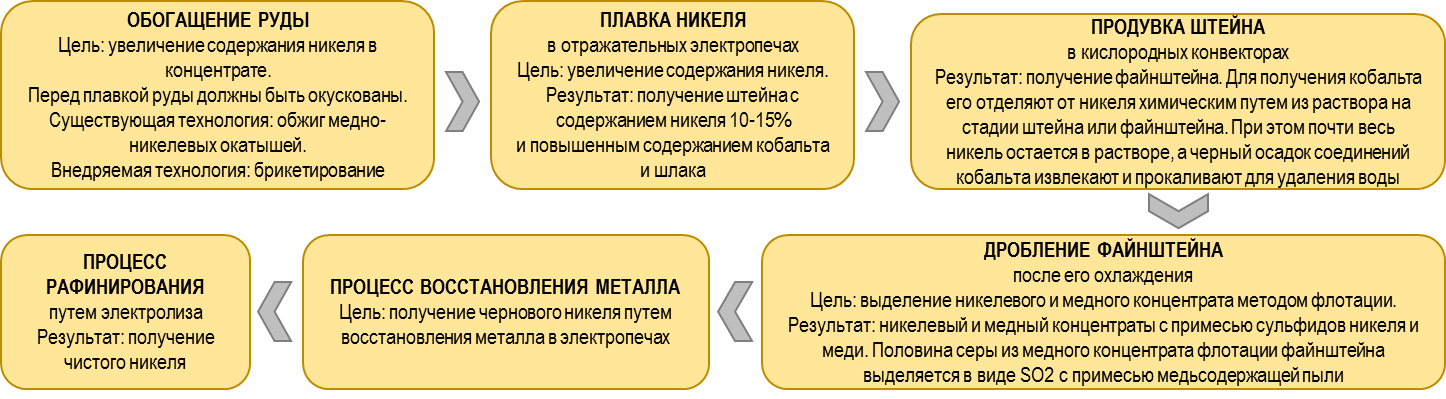 ОБОГАЩЕНИЕ РУДЫ
Цель: увеличение содержания никеля в
концентрате.
Перед плавкой руды должны быть окускованы.
Существующая технология: обжиг медно-
никелевых окатышей.
Внедряемая технология: брикетирование
ПЛАВКА НИКЕЛЯ
в отражательных электропечах
Цель: увеличение содержания никеля.
Результат: получение штейна с
содержанием никеля 10-15%
и повышенным содержанием кобальта
и шлака
ПРОДУВКА ШТЕЙНА
в кислородных конвекторах
Результат: получение файнштейна. Для получения кобальта
его отделяют от никеля химическим путем из раствора на
стадии штейна или файнштейна. При этом почти весь
никель остается в растворе, а черный осадок соединений
кобальта извлекают и прокаливают для удаления воды
ДРОБЛЕНИЕ ФАЙНШТЕЙНА
после его охлаждения
Цель: выделение никелевого и медного концентрата методом флотации.
Результат: никелевый и медный концентраты с примесью сульфидов никеля и
меди. Половина серы из медного концентрата флотации файнштейна
выделяется в виде SO2 с примесью медьсодержащей пыли
ПРОЦЕСС ВОССТАНОВЛЕНИЯ МЕТАЛЛА
Цель: получение чернового никеля путем
восстановления металла в электропечах
ПРОЦЕСС
РАФИНИРОВАНИЯ
путем электролиза
Результат: получение
чистого никеля